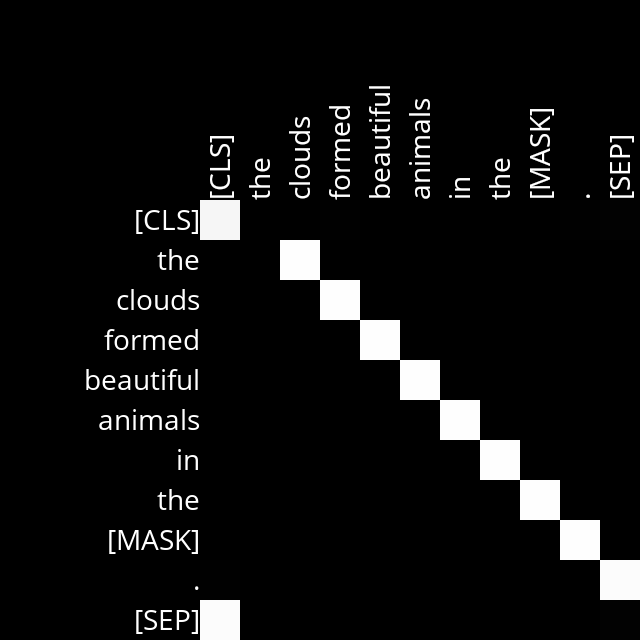 [CLS] the clouds formed beautiful animals in the [MASK] . [SEP]
[CLS]
the
clouds
formed
beautiful
animals
in
the
[MASK]
.
[SEP]